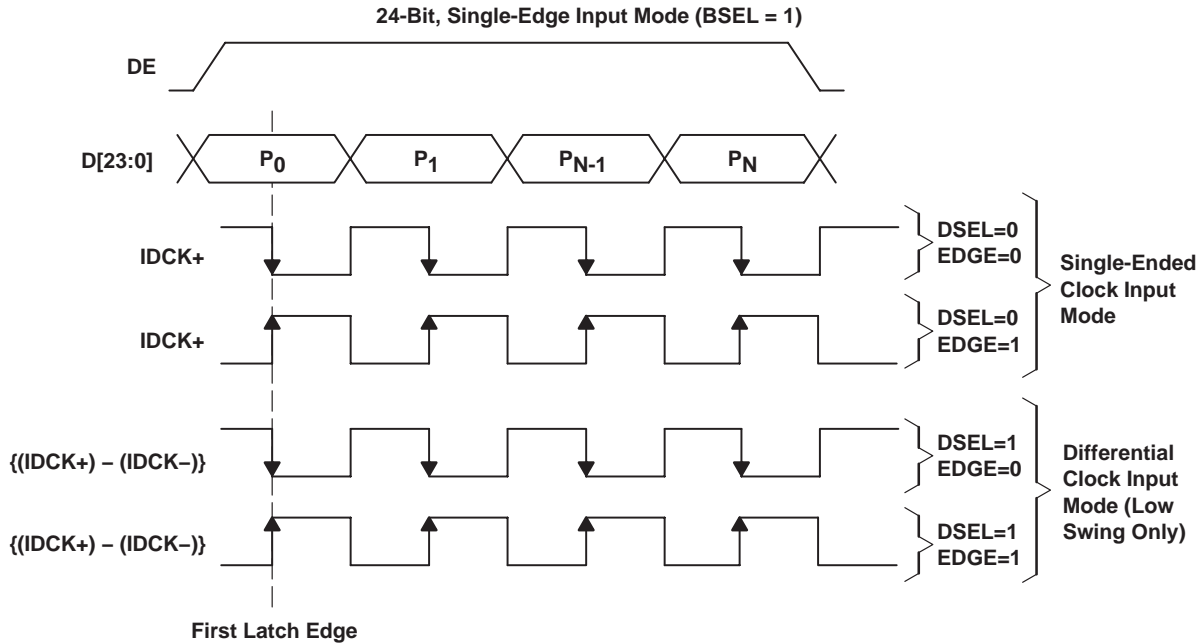 24-Bit, Single-Edge Input Mode (BSEL = 1)
DE
D[23:0]
P0
P1
PN-1
PN
IDCK+
DSEL=0
EDGE=0
IDCK+
DSEL=0
EDGE=1
Single-Ended
Clock Input
Mode
{(IDCK+) – (IDCK–)}
DSEL=1
EDGE=0
{(IDCK+) – (IDCK–)}
DSEL=1
EDGE=1
Differential
Clock Input
Mode (Low
Swing Only)
First Latch Edge